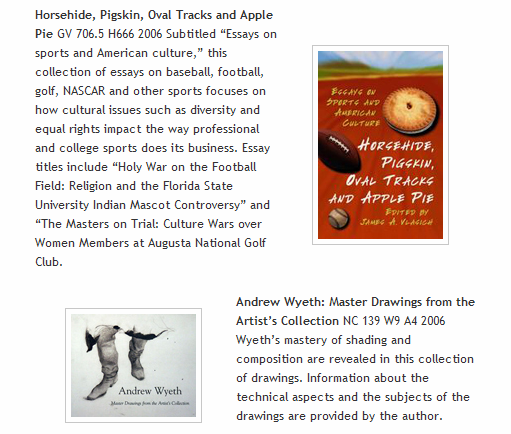 Horsehide, Pigskin, Oval Tracks and Apple
Pie GV 706.5 H666 2006 Subtitled “Essays on
sports and American culture,” this
collection of essays on baseball, football,
golf, NASCAR and other sports focuses on
how cultural issues such as diversity and
equal rights impact the way professional
and college sports does its business. Essay
titles include “Holy War on the Football
Field: Religion and the Florida State
University Indian Mascot Controversy” and
“The Masters on Trial: Culture Wars over
Women Members at Augusta National Golf
Club.
Essays on
Sports and
American
Culture
Horsehide,
Pigskin,
Oval Tracks
and Apple Pie
Edited by
James A. Vlasich
Andrew Wyeth
Master Drawings from the Artist's Collection
Andrew Wyeth: Master Drawings from the
Artist’s Collection NC 139 W9 A4 2006
Wyeth’s mastery of shading and
composition are revealed in this collection
of drawings. Information about the
technical aspects and the subjects of the
drawings are provided by the author.